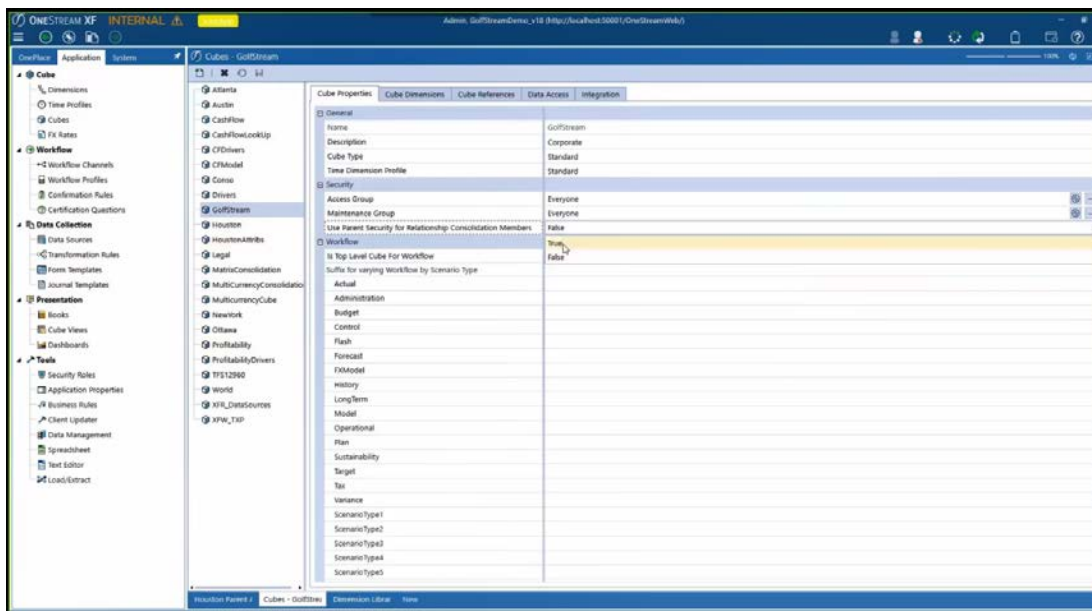 ONESTREAM XF INTERNAL
Admin, GolfStreamDemo_v18 (http://localhost:50001/OneStreamWeb/)
OnePlace Application System
Cubes - GolfStream
100%
Cube
Dimensions
Time Profiles
Cubes
FX Rates
Workflow
Workflow Channels
Workflow Profiles
Confirmation Rules
Certification Questions
Data Collection
Data Sources
Transformation Rules
Form Templates
Journal Templates
Presentation
Books
Cube Views
Dashboards
Tools
Security Roles
Application Properties
Business Rules
Client Updater
Data Management
Spreadsheet
Text Editor
Load/Extract
Atlanta
Austin
CashFlow
CashFlowLookUp
CFDrivers
CFModel
Conso
Drivers
GolfStream
Houston
HoustonAttribs
Legal
MatrixConsolidation
MultiCurrencyConsolidatio
MulticurrencyCube
NewYork
Ottawa
Profitability
ProfitabilityDrivers
TFS12960
World
XFR_DataSources
XFW_TXP
Cube Properties Cube Dimensions Cube References Data Access Integration
General
Name GolfStream
Description Corporate
Cube Type Standard
Time Dimension Profile Standard
Security
Access Group Everyone
Maintenance Group Everyone
Use Parent Security for Relationship Consolidation Members False
Workflow True
Is Top Level Cube For Workflow False
Suffix for varying Workflow by Scenario Type
Actual
Administration
Budget
Control
Flash
Forecast
FXModel
History
LongTerm
Model
Operational
Plan
Sustainability
Target
Tax
Variance
ScenarioType1
ScenarioType2
ScenarioType3
ScenarioType4
ScenarioType5
Houston Parent Cubes - GolfStrea Dimension Librar New